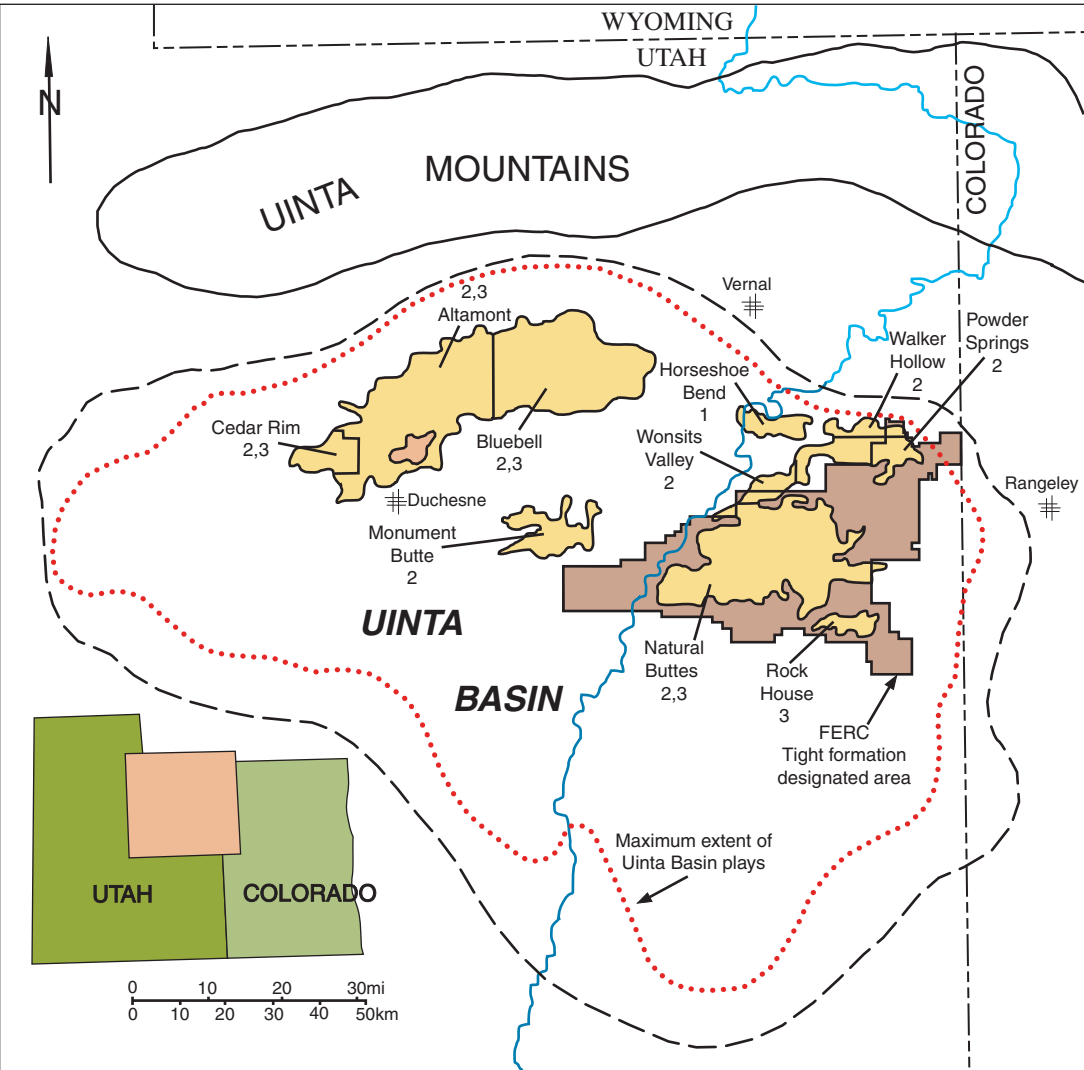 WYOMING
UTAH
N
COLORADO
UINTA
MOUNTAINS
Vernal
2,3
Altamont
Powder
Springs
2
Walker
Hollow
2
Horseshoe
Bend
1
Cedar Rim
2,3
Bluebell
2,3
Wonsits
Valley
2
Rangeley
Duchesne
Monument
Butte
2
UINTA
BASIN
Natural
Buttes
2,3
Rock
House
3
FERC
Tight formation
designated area
Maximum extent of
Uinta Basin plays
UTAH
COLORADO
0 10 20 30mi
0 10 20 30 40 50km